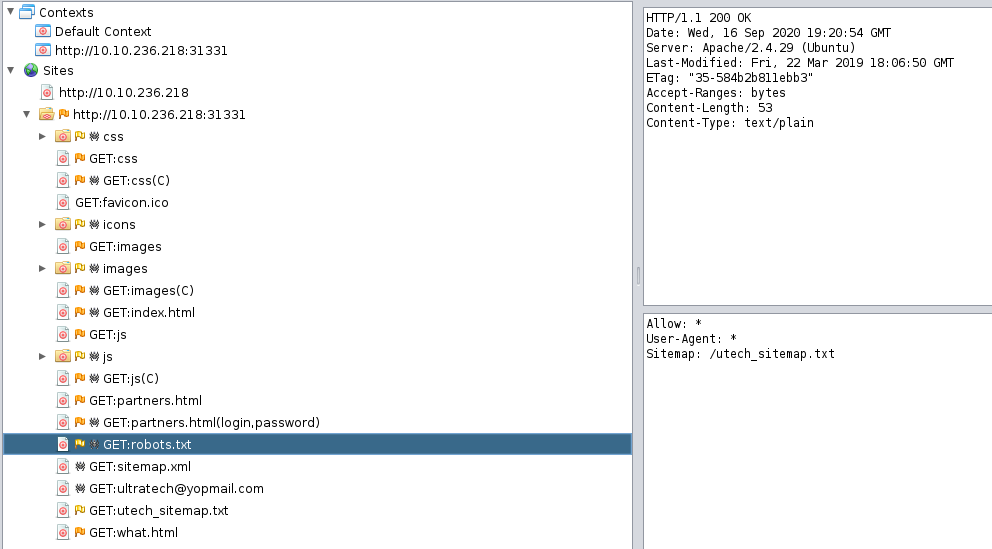 Contexts
Default Context
http://10.10.236.218:31331
Sites
http://10.10.236.218
http://10.10.236.218:31331
css
GET:css
GET:css(C)
GET:favicon.ico
icons
GET:images
images
GET:images(C)
GET:index.html
GET:js
js
GET:js(C)
GET:partners.html
GET:partners.html(login,password)
GET:robots.txt
GET:sitemap.xml
GET:ultratech@yopmail.com
GET:utech_sitemap.txt
GET:what.html
HTTP/1.1 200 OK
Date: Wed, 16 Sep 2020 19:20:54 GMT
Server: Apache/2.4.29 (Ubuntu)
Last-Modified: Fri, 22 Mar 2019 18:06:50 GMT
ETag: "35-584b2b811ebb3"
Accept-Ranges: bytes
Content-Length: 53
Content-Type: text/plain
Allow: *
User-Agent: *
Sitemap: /utech_sitemap.txt